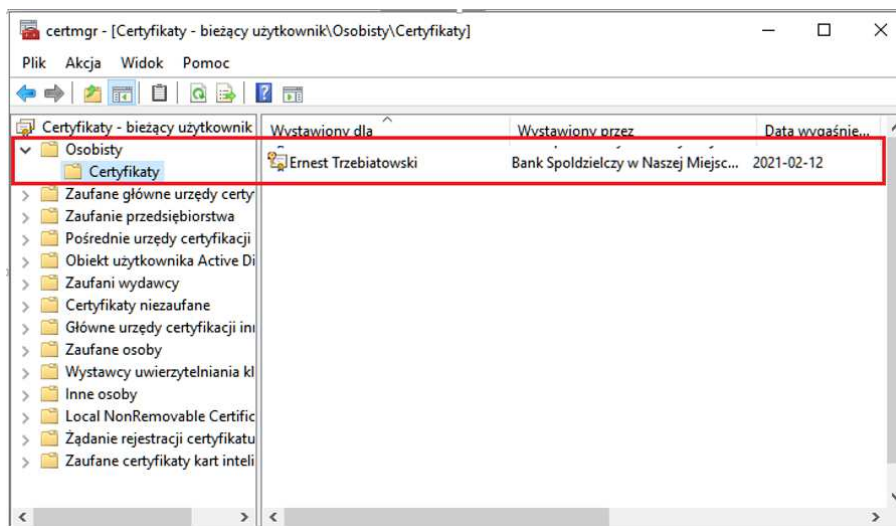 certmgr - [Certyfikaty - bieżący użytkownik\Osobisty\Certyfikaty]
Plik Akcja Widok Pomoc
Certyfikaty - bieżący użytkownik
Wystawiony dla Wystawiony przez Data wygaśnie...
Osobisty
Certyfikaty
Ernest Trzebiatowski Bank Spoldzielczy w Naszej Miejsc... 2021-02-12
Zaufane główne urzędy certy
Zaufanie przedsiębiorstwa
Pośrednie urzędy certyfikacji
Obiekt użytkownika Active Di
Zaufani wydawcy
Certyfikaty niezaufane
Główne urzędy certyfikacji inn
Zaufane osoby
Wystawcy uwierzytelniania kl
Inne osoby
Local NonRemovable Certific
Żądanie rejestracji certyfikatu
Zaufane certyfikaty kart inteli